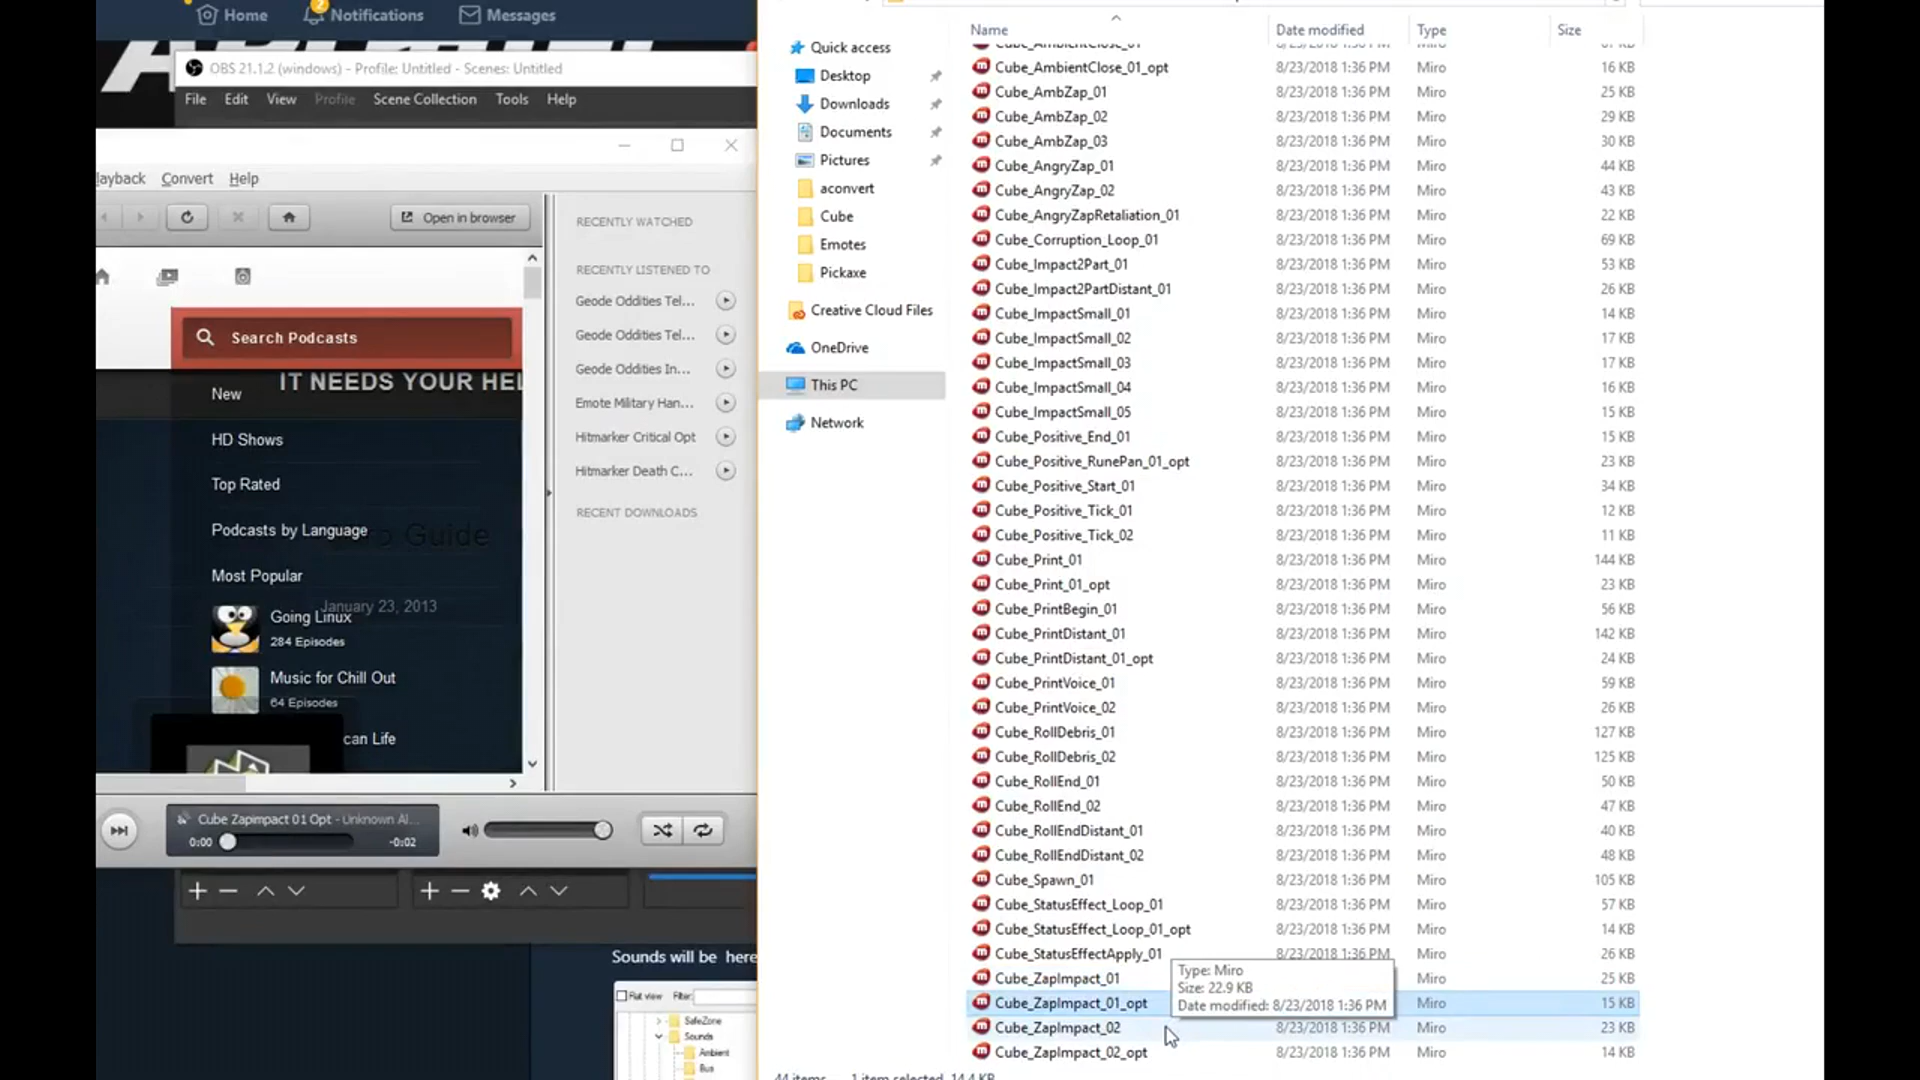 Home
2
Notifications
Messages
OBS 21.1.2 (windows) - Profile: Untitled - Scenes: Untitled
File Edit View Profile Scene Collection Tools Help
layback Convert Help
Open in browser
Search Podcasts
IT NEEDS YOUR HEL
New
HD Shows
Top Rated
Podcasts by Language
Guide
Most Popular
January 23, 2013
Going Linux
284 Episodes
Music for Chill Out
64 Episodes
can Life
RECENTLY WATCHED
RECENTLY LISTENED TO
Geode Oddities Tel...
Geode Oddities Tel...
Geode Oddities In...
Emote Military Han...
Hitmarker Critical Opt
Hitmarker Death C...
RECENT DOWNLOADS
Cube Zapimpact 01 Opt - Unknown Al...
0:00 -0:02
Sounds will be here
Flat view Filter:
SafeZone
Sounds
Ambient
Bus
Quick access
Desktop
Downloads
Documents
Pictures
aconvert
Cube
Emotes
Pickaxe
Creative Cloud Files
OneDrive
This PC
Network
Name Date modified Type Size
Cube_AmbientClose_01 8/23/2018 1:36 PM Miro
Cube_AmbientClose_01_opt 8/23/2018 1:36 PM Miro 16 KB
Cube_AmbZap_01 8/23/2018 1:36 PM Miro 25 KB
Cube_AmbZap_02 8/23/2018 1:36 PM Miro 29 KB
Cube_AmbZap_03 8/23/2018 1:36 PM Miro 30 KB
Cube_AngryZap_01 8/23/2018 1:36 PM Miro 44 KB
Cube_AngryZap_02 8/23/2018 1:36 PM Miro 43 KB
Cube_AngryZapRetaliation_01 8/23/2018 1:36 PM Miro 22 KB
Cube_Corruption_Loop_01 8/23/2018 1:36 PM Miro 69 KB
Cube_Impact2Part_01 8/23/2018 1:36 PM Miro 53 KB
Cube_Impact2PartDistant_01 8/23/2018 1:36 PM Miro 26 KB
Cube_ImpactSmall_01 8/23/2018 1:36 PM Miro 14 KB
Cube_ImpactSmall_02 8/23/2018 1:36 PM Miro 17 KB
Cube_ImpactSmall_03 8/23/2018 1:36 PM Miro 17 KB
Cube_ImpactSmall_04 8/23/2018 1:36 PM Miro 16 KB
Cube_ImpactSmall_05 8/23/2018 1:36 PM Miro 15 KB
Cube_Positive_End_01 8/23/2018 1:36 PM Miro 15 KB
Cube_Positive_RunePan_01_opt 8/23/2018 1:36 PM Miro 23 KB
Cube_Positive_Start_01 8/23/2018 1:36 PM Miro 34 KB
Cube_Positive_Tick_01 8/23/2018 1:36 PM Miro 12 KB
Cube_Positive_Tick_02 8/23/2018 1:36 PM Miro 11 KB
Cube_Print_01 8/23/2018 1:36 PM Miro 144 KB
Cube_Print_01_opt 8/23/2018 1:36 PM Miro 23 KB
Cube_PrintBegin_01 8/23/2018 1:36 PM Miro 56 KB
Cube_PrintDistant_01 8/23/2018 1:36 PM Miro 142 KB
Cube_PrintDistant_01_opt 8/23/2018 1:36 PM Miro 24 KB
Cube_PrintVoice_01 8/23/2018 1:36 PM Miro 59 KB
Cube_PrintVoice_02 8/23/2018 1:36 PM Miro 26 KB
Cube_RollDebris_01 8/23/2018 1:36 PM Miro 127 KB
Cube_RollDebris_02 8/23/2018 1:36 PM Miro 125 KB
Cube_RollEnd_01 8/23/2018 1:36 PM Miro 50 KB
Cube_RollEnd_02 8/23/2018 1:36 PM Miro 47 KB
Cube_RollEndDistant_01 8/23/2018 1:36 PM Miro 40 KB
Cube_RollEndDistant_02 8/23/2018 1:36 PM Miro 48 KB
Cube_Spawn_01 8/23/2018 1:36 PM Miro 105 KB
Cube_StatusEffect_Loop_01 8/23/2018 1:36 PM Miro 57 KB
Cube_StatusEffect_Loop_01_opt 8/23/2018 1:36 PM Miro 14 KB
Cube_StatusEffectApply_01 8/23/2018 1:36 PM Miro 26 KB
Cube_ZapImpact_01 Miro 25 KB
Cube_ZapImpact_01_opt Miro 15 KB
Cube_ZapImpact_02 8/23/2018 1:36 PM Miro 23 KB
Cube_ZapImpact_02_opt 8/23/2018 1:36 PM Miro 14 KB
Type: Miro
Size: 22.9 KB
Date modified: 8/23/2018 1:36 PM
44 items 1 item selected 14.4 KB